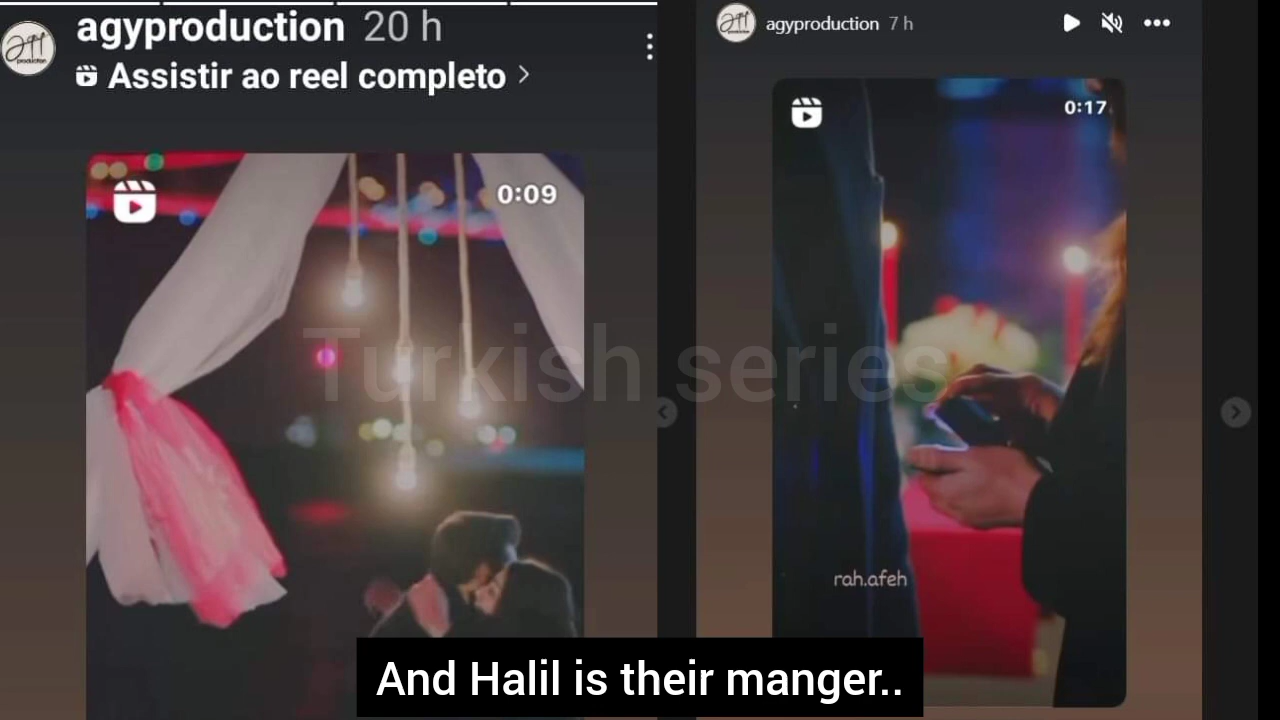 agyproduction 20 h
Assistir ao reel completo >
0:09
agyproduction 7 h
0:17
Turkish series
rah.afeh
And Halil is their manger..